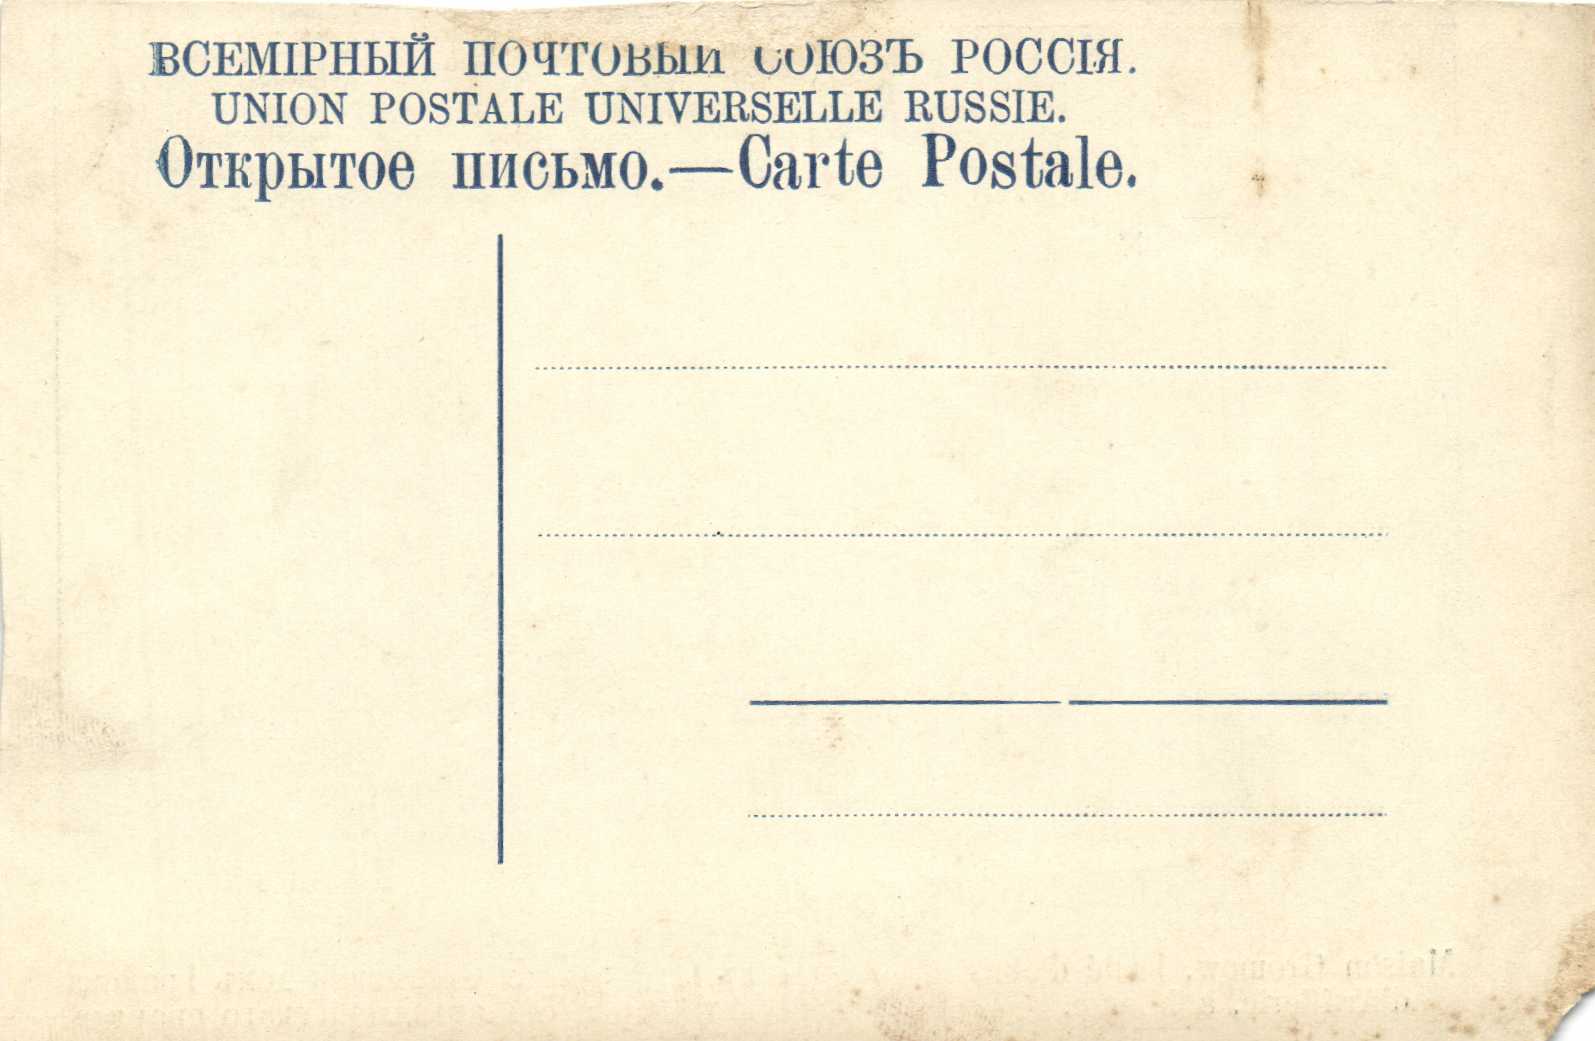 ВСЕМІРНЫЙ ПОЧТОВЫЙ СОЮЗЪ РОССІЯ.
UNION POSTALE UNIVERSELLE RUSSIE.
Открытое письмо.—Carte Postale.